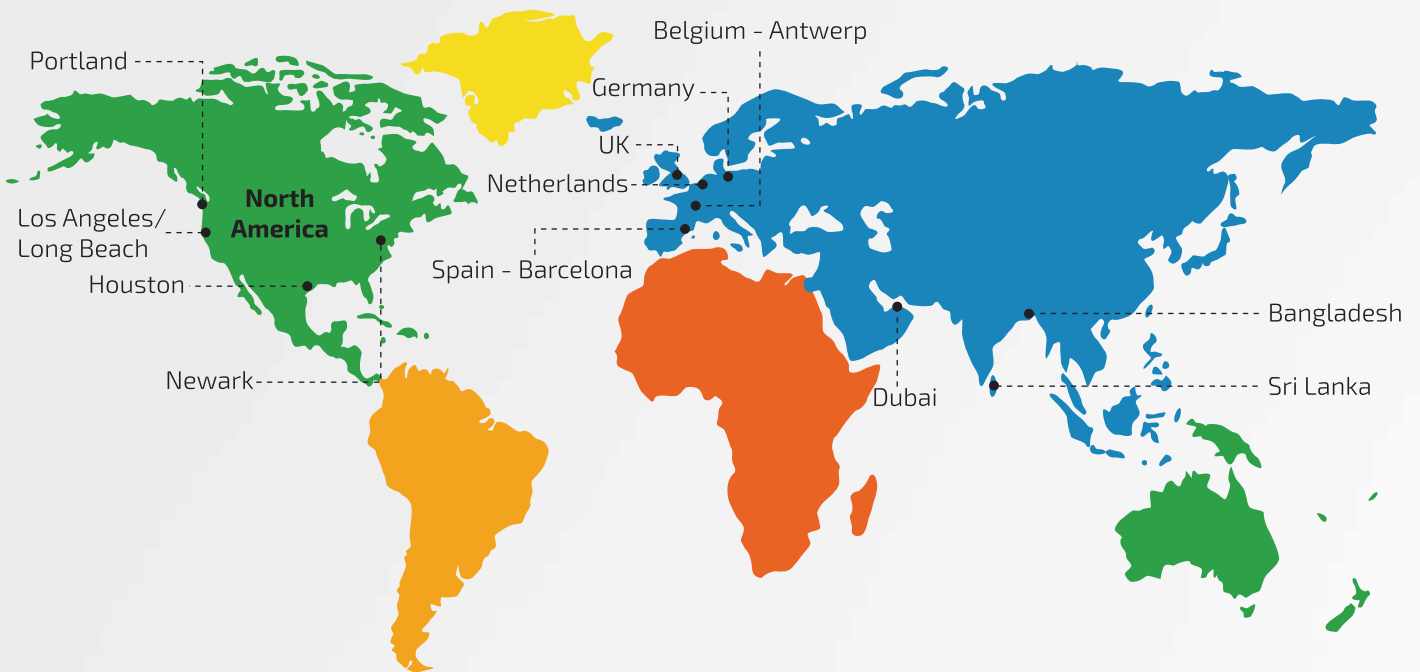 Belgium - Antwerp
Portland
Germany
UK
Netherlands
North
America
Los Angeles/
Long Beach
Spain - Barcelona
Houston
Bangladesh
Newark
Sri Lanka
Dubai